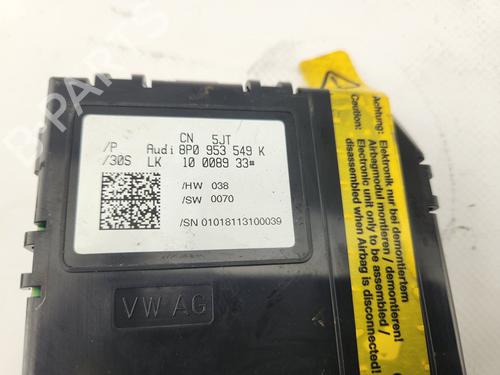 CN 5JT
/P Audi 8P0 953 549 K
/30S LK 10 0089 33#
/HW 038
/SW 0070
/SN 01018113100039
VW AG
Elektronik nur bei demontiertem
Airbagmodul montieren / demontieren!
Caution:
Electronic unit only to be assembled /
disassembled when Airbag is disconnected!
B-PARTS